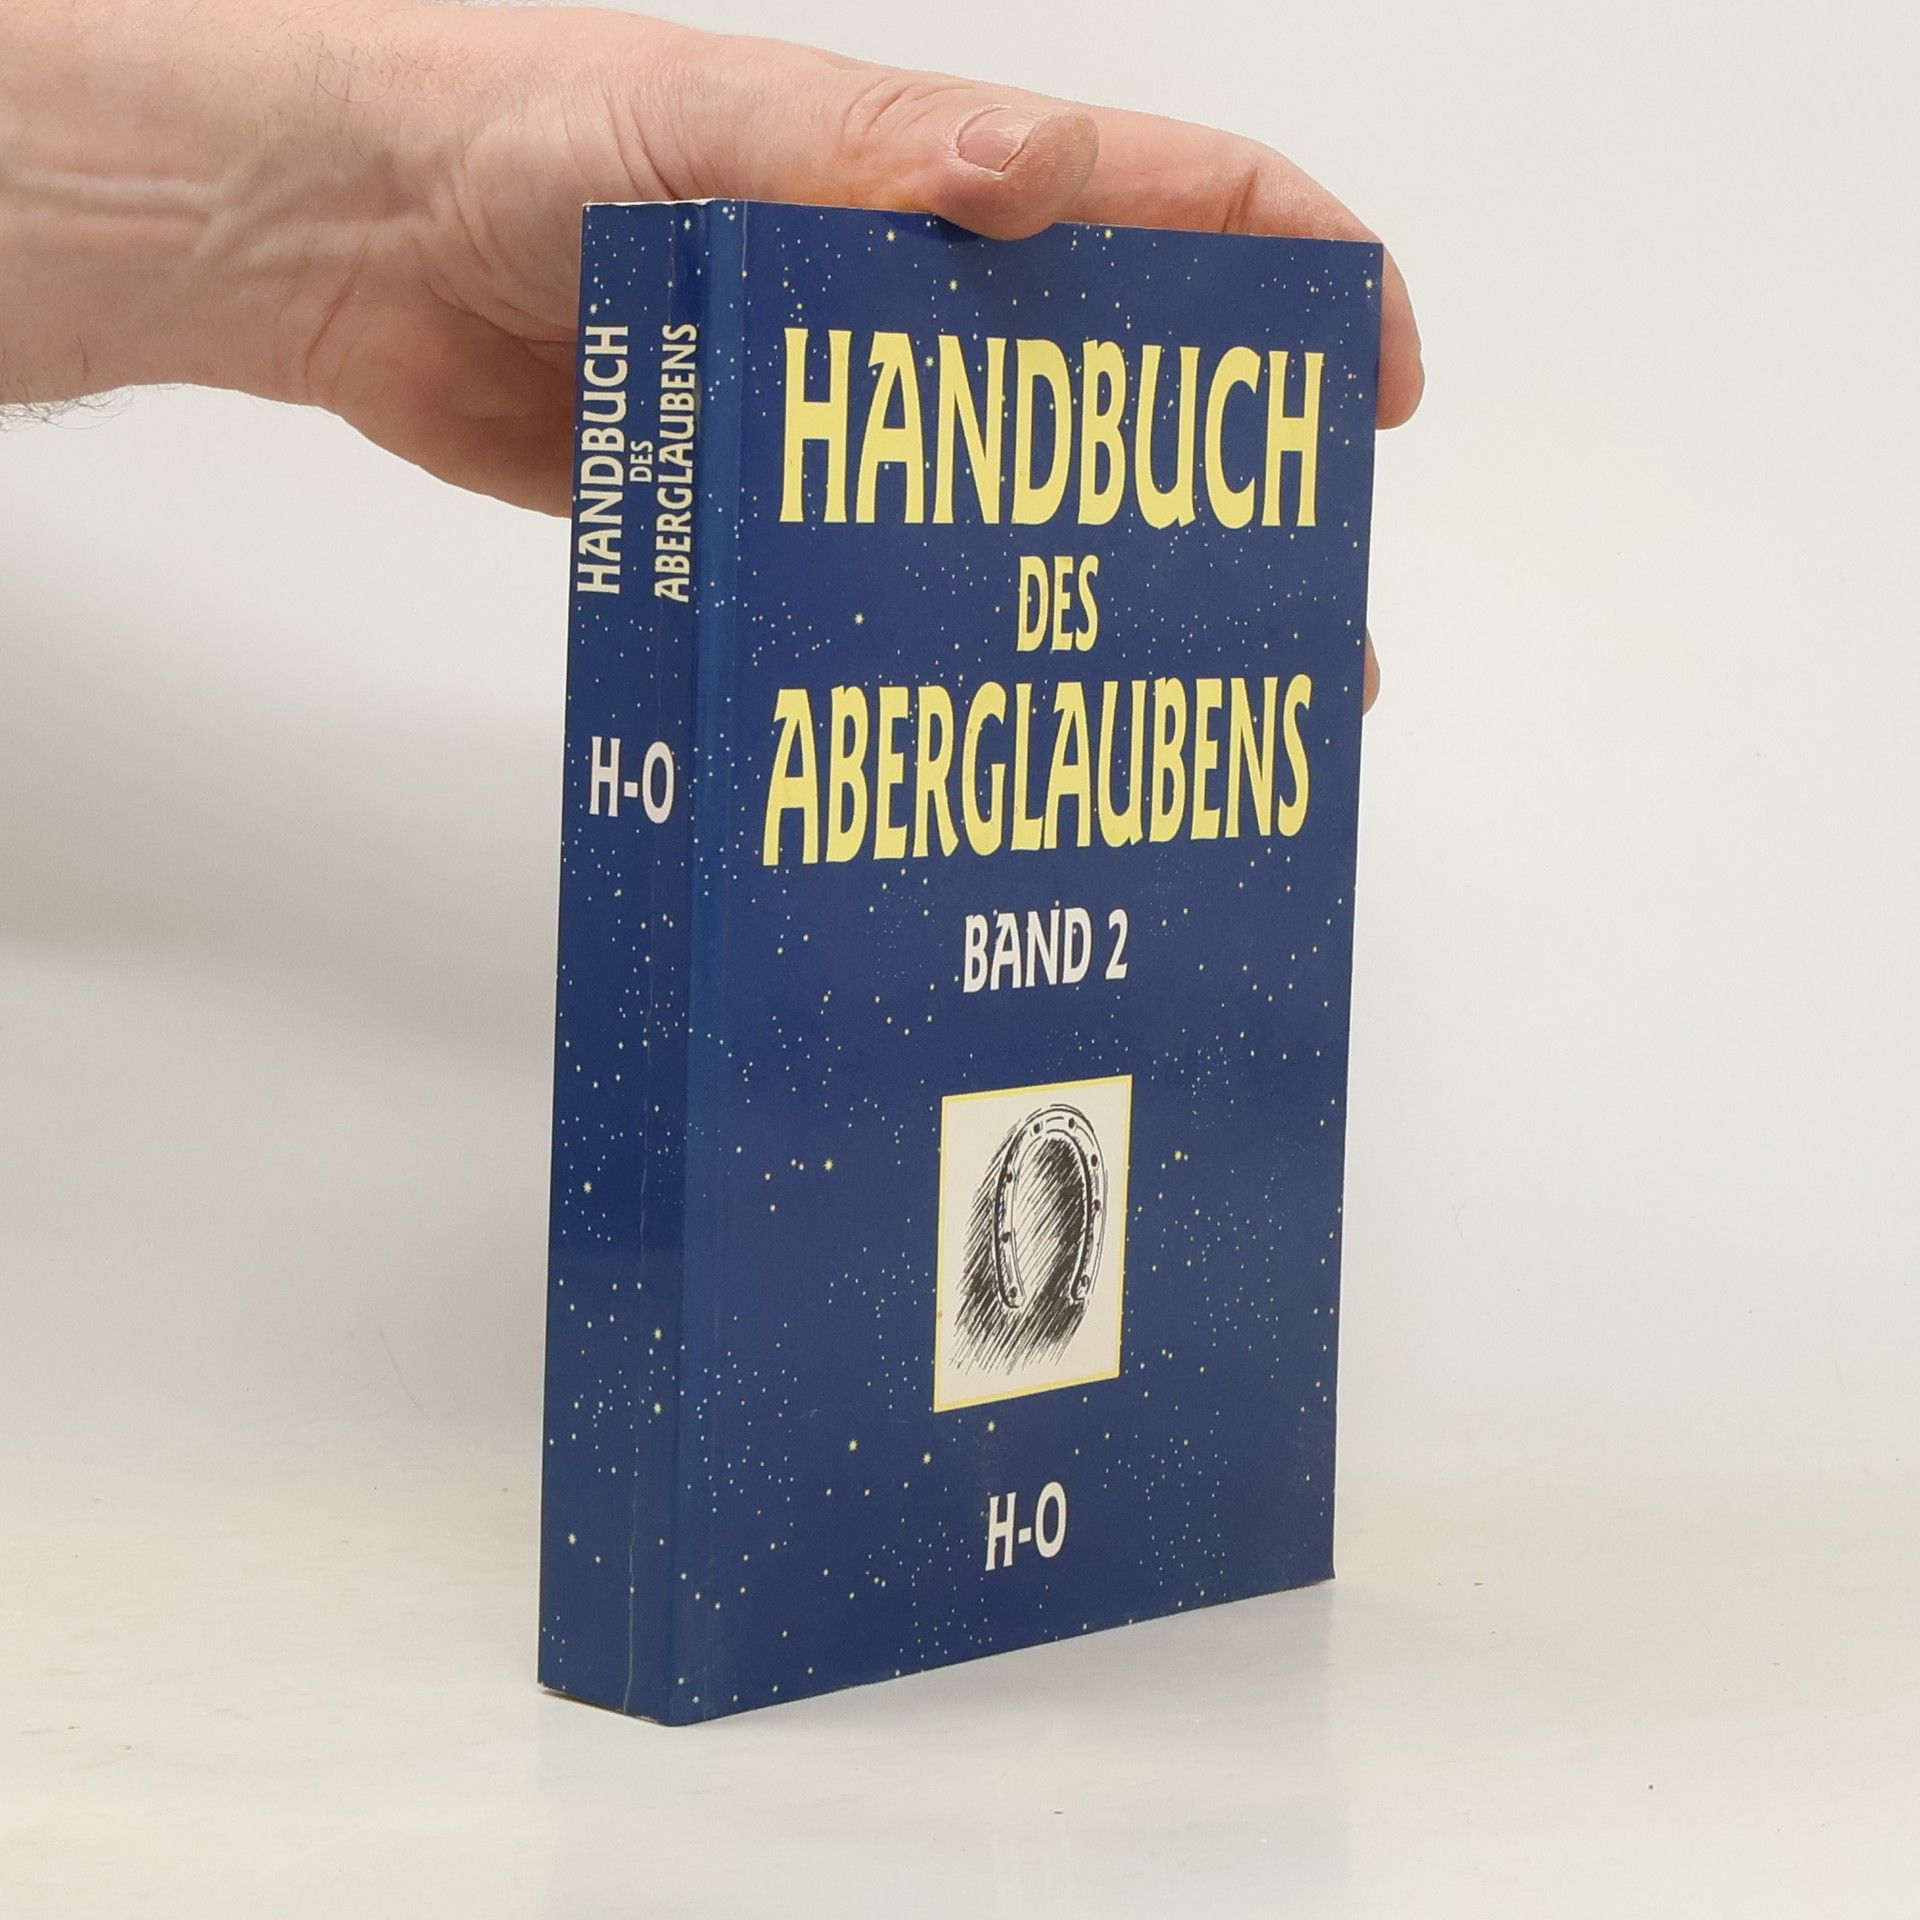 HANDBUCH
DES
ABERGLAUBENS
H-O
HANDBUCH
DES
ABERGLAUBENS
BAND 2
H-O